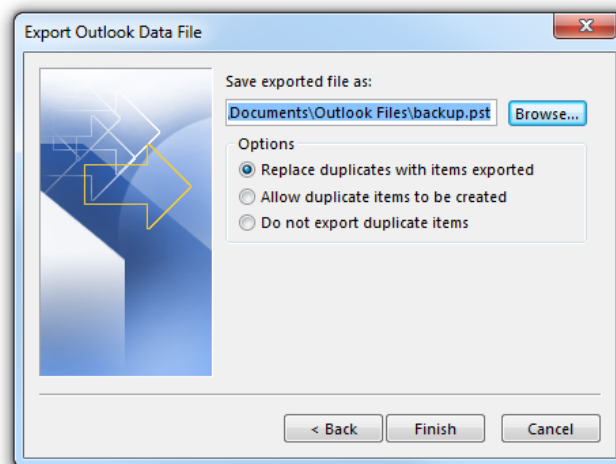 Export Outlook Data File
Save exported file as:
Documents\Outlook Files\backup.pst
Browse...
Options
Replace duplicates with items exported
Allow duplicate items to be created
Do not export duplicate items
< Back
Finish
Cancel